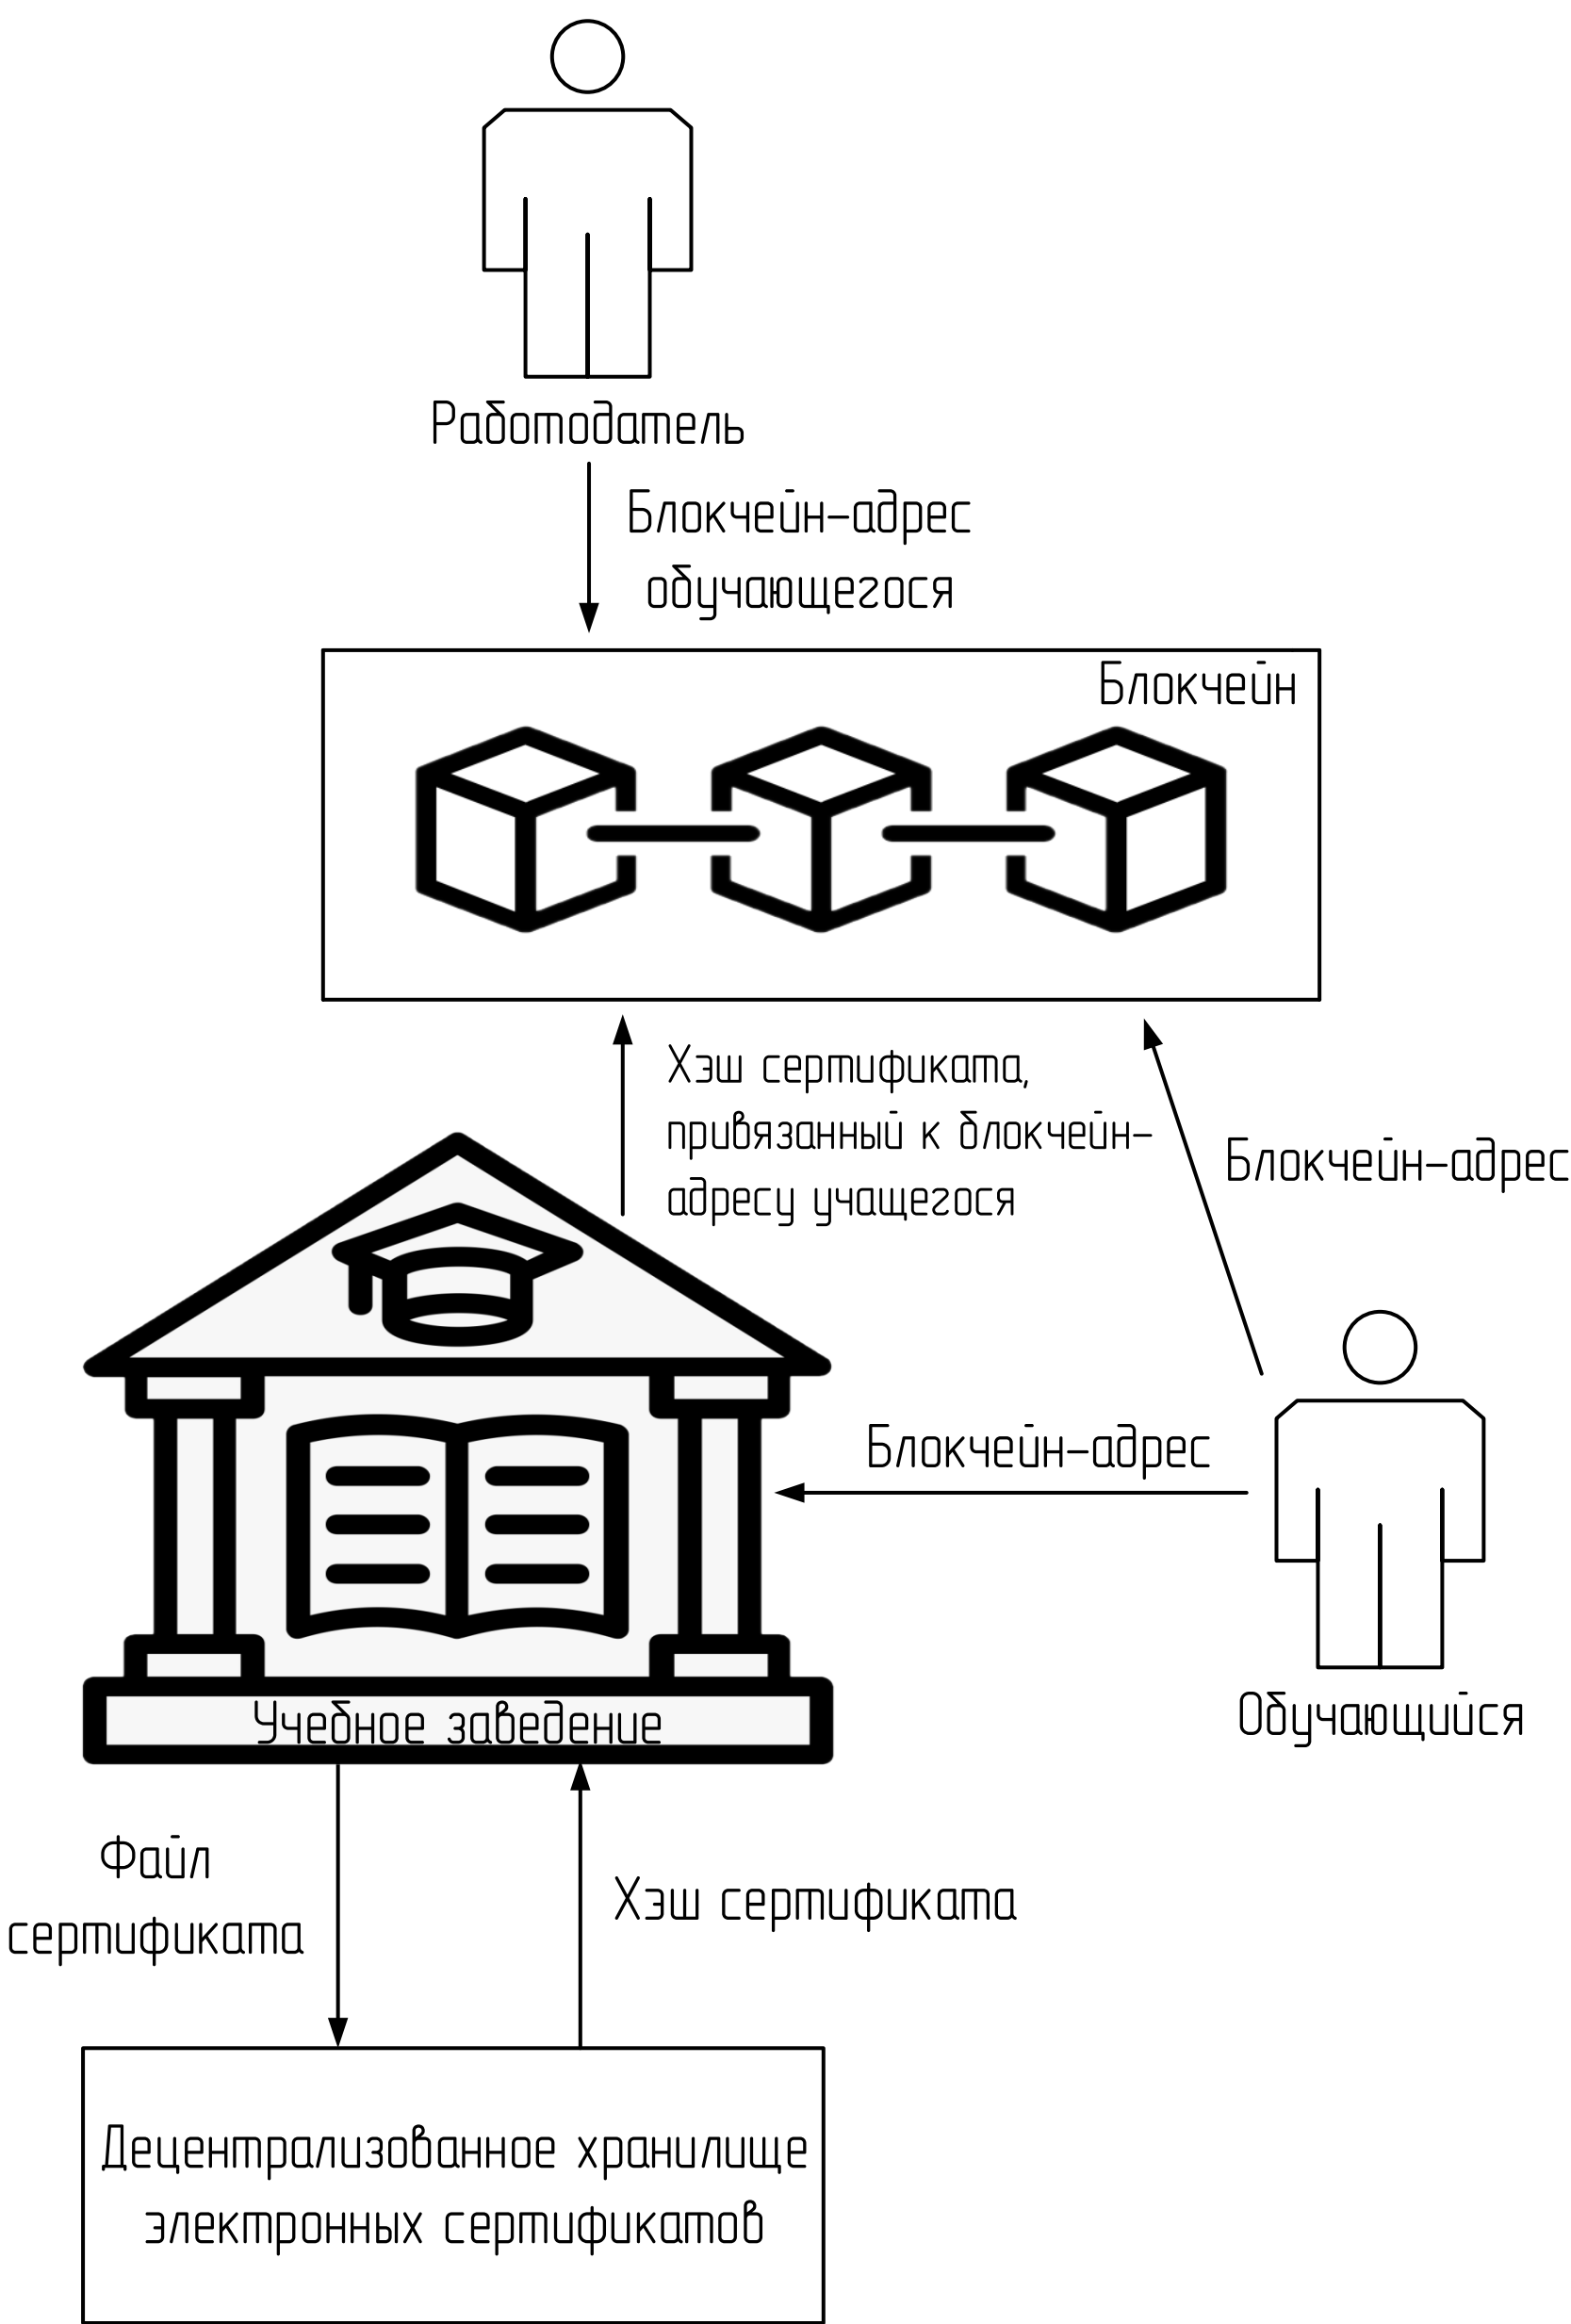 Работодатель
Блокчейн-адрес
обучающегося
Блокчейн
Хэш сертификата,
привязанный к блокчейн-
адресу учащегося
Блокчейн-адрес
Блокчейн-адрес
Обучающийся
Учебное заведение
Файл
сертификата
Хэш сертификата
Децентрализованное хранилище
электронных сертификатов